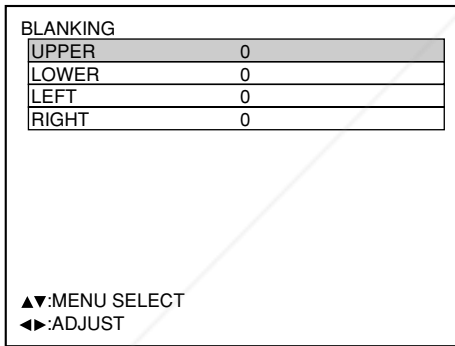 BLANKING
UPPER 0
LOWER 0
LEFT 0
RIGHT 0
▲▼:MENU SELECT
◀▶:ADJUST